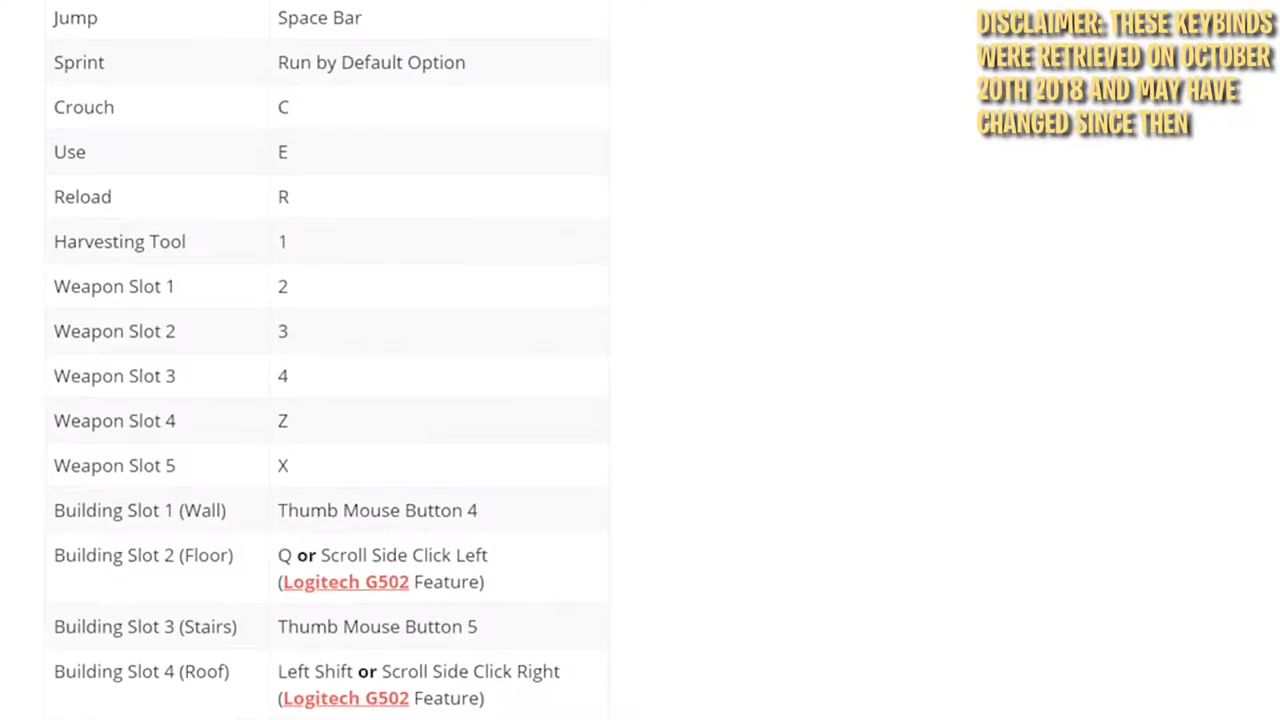 Jump Space Bar
Sprint Run by Default Option
Crouch C
Use E
Reload R
Harvesting Tool 1
Weapon Slot 1 2
Weapon Slot 2 3
Weapon Slot 3 4
Weapon Slot 4 Z
Weapon Slot 5 X
Building Slot 1 (Wall) Thumb Mouse Button 4
Building Slot 2 (Floor) Q or Scroll Side Click Left
(Logitech G502 Feature)
Building Slot 3 (Stairs) Thumb Mouse Button 5
Building Slot 4 (Roof) Left Shift or Scroll Side Click Right
(Logitech G502 Feature)
DISCLAIMER: THESE KEYBINDS
WERE RETRIEVED ON OCTOBER
20TH 2018 AND MAY HAVE
CHANGED SINCE THEN